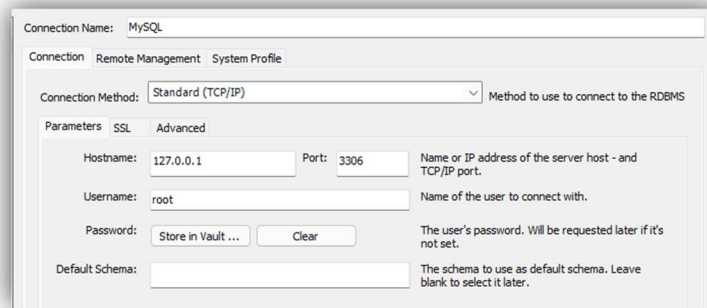 Connection Name: MySQL
Connection Remote Management System Profile
Connection Method: Standard (TCP/IP) Method to use to connect to the RDBMS
Parameters SSL Advanced
Hostname: 127.0.0.1 Port: 3306 Name or IP address of the server host - and
TCP/IP port.
Username: root Name of the user to connect with.
Password: Store in Vault ... Clear The user's password. Will be requested later if it's
not set.
Default Schema: The schema to use as default schema. Leave
blank to select it later.